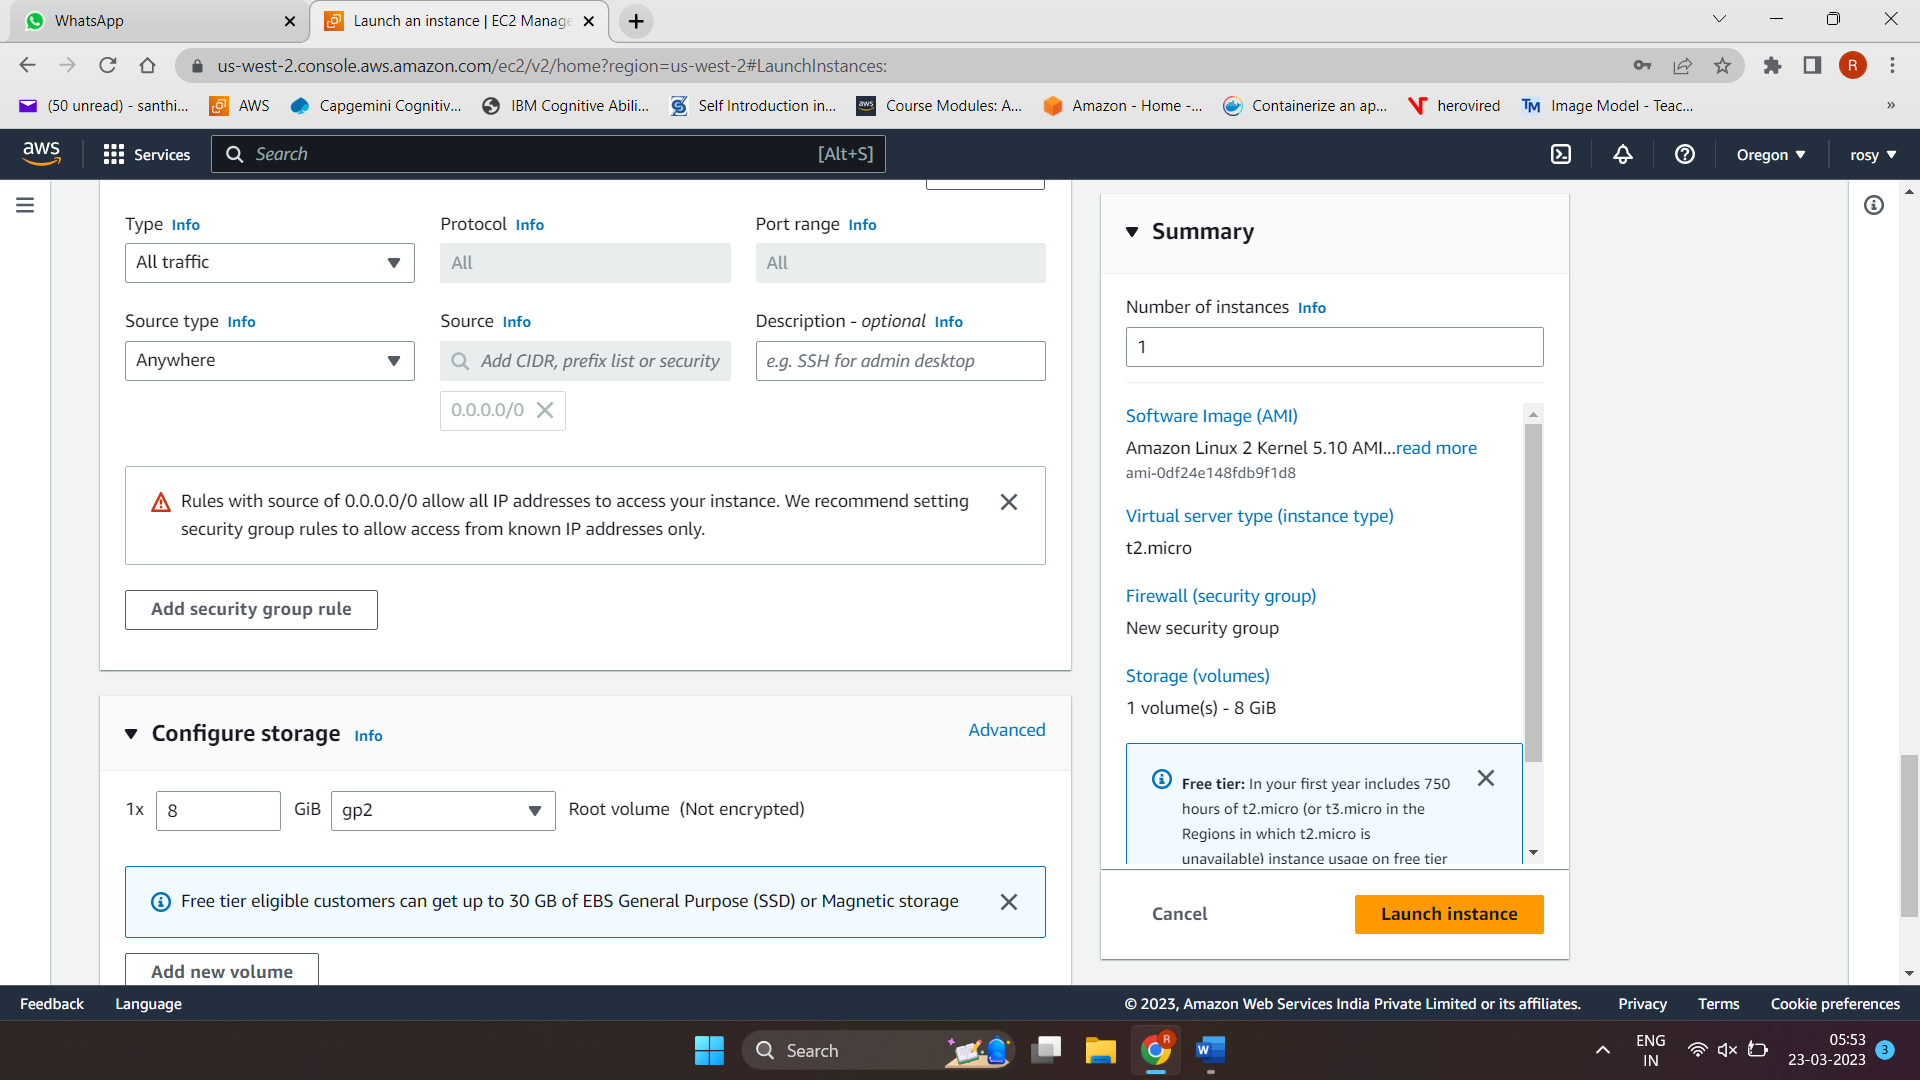 WhatsApp
Launch an instance | EC2 Manage
us-west-2.console.aws.amazon.com/ec2/v2/home?region=us-west-2#LaunchInstances:
R
(50 unread) - santhi...
AWS
Capgemini Cognitiv...
IBM Cognitive Abili...
Self Introduction in...
aws
Course Modules: A...
Amazon - Home -...
Containerize an ap...
herovired
TM
Image Model - Teac...
»
aws
Services
Search
[Alt+S]
Oregon
rosy
Type Info
Protocol Info
Port range Info
All traffic
All
All
Source type Info
Source Info
Description - optional Info
Anywhere
Add CIDR, prefix list or security
e.g. SSH for admin desktop
0.0.0.0/0
Rules with source of 0.0.0.0/0 allow all IP addresses to access your instance. We recommend setting
security group rules to allow access from known IP addresses only.
Add security group rule
Configure storage Info
Advanced
1x
8
GiB
gp2
Root volume (Not encrypted)
Free tier eligible customers can get up to 30 GB of EBS General Purpose (SSD) or Magnetic storage
Add new volume
Summary
Number of instances Info
1
Software Image (AMI)
Amazon Linux 2 Kernel 5.10 AMI...read more
ami-0df24e148fdb9f1d8
Virtual server type (instance type)
t2.micro
Firewall (security group)
New security group
Storage (volumes)
1 volume(s) - 8 GiB
Free tier: In your first year includes 750
hours of t2.micro (or t3.micro in the
Regions in which t2.micro is
unavailable) instance usage on free tier
Cancel
Launch instance
Feedback
Language
© 2023, Amazon Web Services India Private Limited or its affiliates.
Privacy
Terms
Cookie preferences
Search
R
W
ENG
IN
05:53
23-03-2023
3